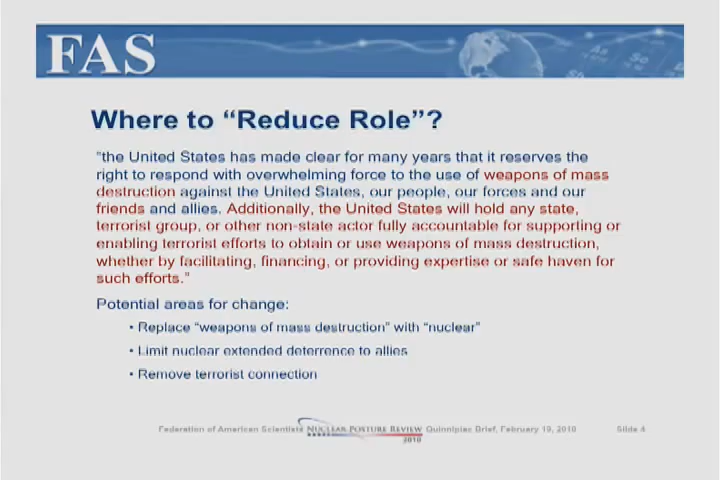 FAS
As
So
Sb
Where to “Reduce Role”?
“the United States has made clear for many years that it reserves the
right to respond with overwhelming force to the use of weapons of mass
destruction against the United States, our people, our forces and our
friends and allies. Additionally, the United States will hold any state,
terrorist group, or other non-state actor fully accountable for supporting or
enabling terrorist efforts to obtain or use weapons of mass destruction,
whether by facilitating, financing, or providing expertise or safe haven for
such efforts.”
Potential areas for change:
• Replace “weapons of mass destruction” with “nuclear”
• Limit nuclear extended deterrence to allies
• Remove terrorist connection
Federation of American Scientists NUCLEAR POSTURE REVIEW Quinnipiac Brief, February 19, 2010 Slide 4
2010